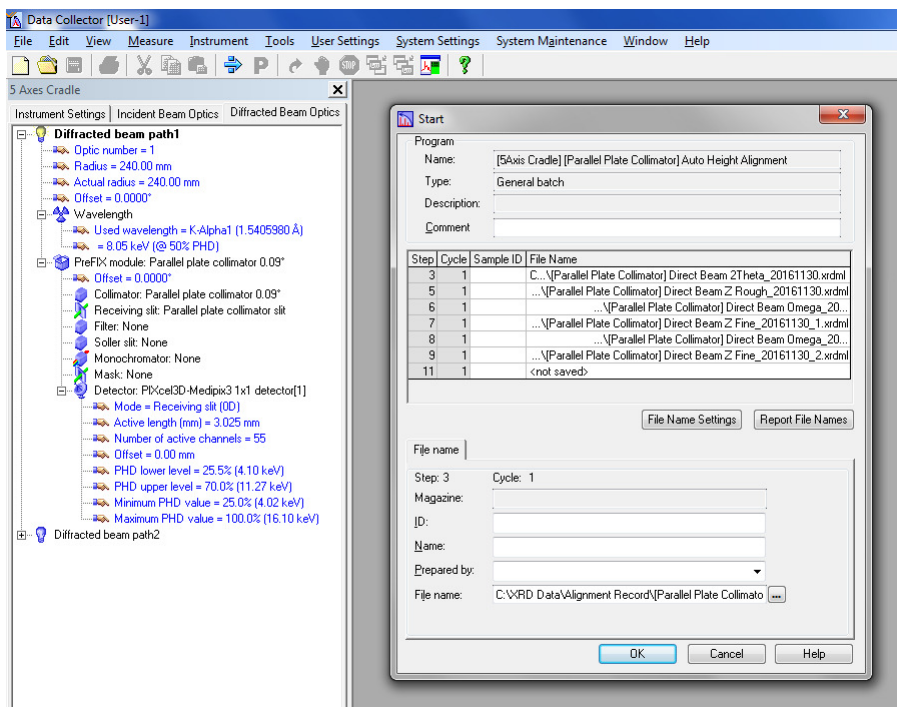 Data Collector [User-1]
File Edit View Measure Instrument Tools User Settings System Settings System Maintenance Window Help
5 Axes Cradle
Instrument Settings Incident Beam Optics Diffracted Beam Optics
Diffracted beam path1
Optic number = 1
Radius = 240.00 mm
Actual radius = 240.00 mm
Offset = 0.0000°
Wavelength
Used wavelength = K-Alpha1 (1.5405980 Å)
= 8.05 keV (@ 50% PHD)
PreFIX module: Parallel plate collimator 0.09°
Offset = 0.0000°
Collimator: Parallel plate collimator 0.09°
Receiving slit: Parallel plate collimator slit
Filter: None
Soller slit: None
Monochromator: None
Mask: None
Detector: PIXcel3D-Medipix3 1x1 detector[1]
Mode = Receiving slit (0D)
Active length (mm) = 3.025 mm
Number of active channels = 55
Offset = 0.00 mm
PHD lower level = 25.5% (4.10 keV)
PHD upper level = 70.0% (11.27 keV)
Minimum PHD value = 25.0% (4.02 keV)
Maximum PHD value = 100.0% (16.10 keV)
Diffracted beam path2
Start
Program
Name: [5Axis Cradle] [Parallel Plate Collimator] Auto Height Alignment
Type: General batch
Description:
Comment
Step Cycle Sample ID File Name
3 1 C...\[Parallel Plate Collimator] Direct Beam 2Theta_20161130.xrdml
5 1 ...\[Parallel Plate Collimator] Direct Beam Z Rough_20161130.xrdml
6 1 ...\[Parallel Plate Collimator] Direct Beam Omega_20...
7 1 ...\[Parallel Plate Collimator] Direct Beam Z Fine_20161130_1.xrdml
8 1 ...\[Parallel Plate Collimator] Direct Beam Omega_20...
9 1 ...\[Parallel Plate Collimator] Direct Beam Z Fine_20161130_2.xrdml
11 1 <not saved>
File Name Settings Report File Names
File name
Step: 3 Cycle: 1
Magazine:
ID:
Name:
Prepared by:
File name: C:\XRD Data\Alignment Record\[Parallel Plate Collimato ...
OK Cancel Help